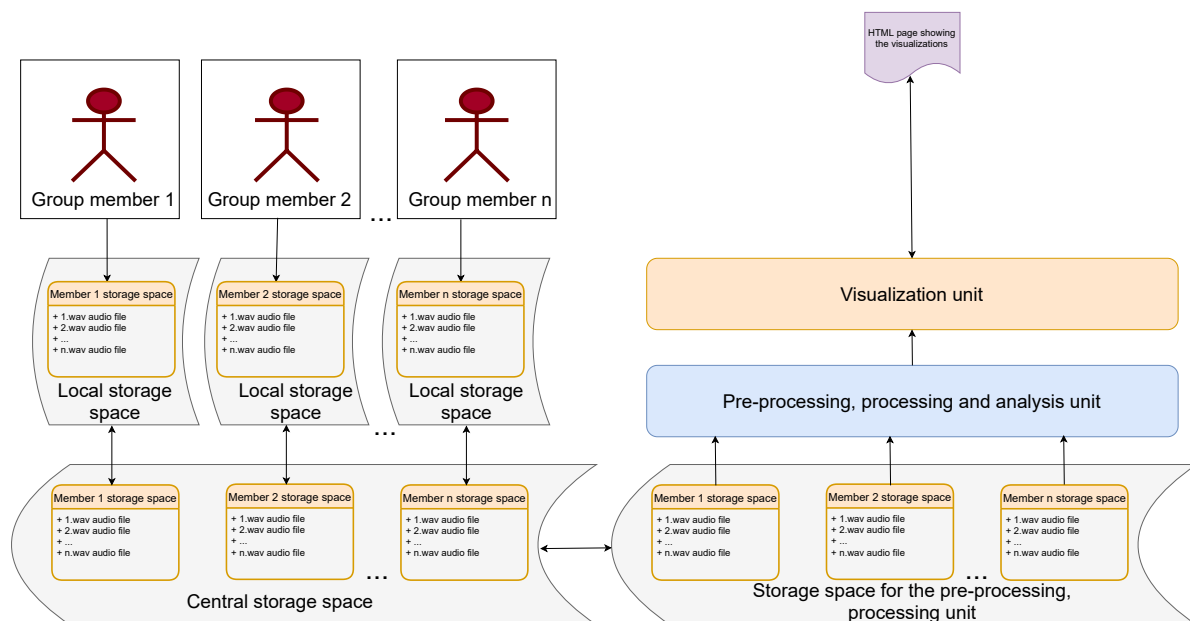 HTML page showing
the visualizations
Group member 1
Group member 2
...
Group member n
Member 1 storage space
+ 1.wav audio file
+ 2.wav audio file
+ ...
+ n.wav audio file
Local storage
space
Member 2 storage space
+ 1.wav audio file
+ 2.wav audio file
+ ...
+ n.wav audio file
Local storage
space
...
Member n storage space
+ 1.wav audio file
+ 2.wav audio file
+ ...
+ n.wav audio file
Local storage
space
Visualization unit
Pre-processing, processing and analysis unit
Member 1 storage space
+ 1.wav audio file
+ 2.wav audio file
+ ...
+ n.wav audio file
Member 2 storage space
+ 1.wav audio file
+ 2.wav audio file
+ ...
+ n.wav audio file
...
Member n storage space
+ 1.wav audio file
+ 2.wav audio file
+ ...
+ n.wav audio file
Central storage space
Member 1 storage space
+ 1.wav audio file
+ 2.wav audio file
+ ...
+ n.wav audio file
Member 2 storage space
+ 1.wav audio file
+ 2.wav audio file
+ ...
+ n.wav audio file
...
Member n storage space
+ 1.wav audio file
+ 2.wav audio file
+ ...
+ n.wav audio file
Storage space for the pre-processing,
processing unit